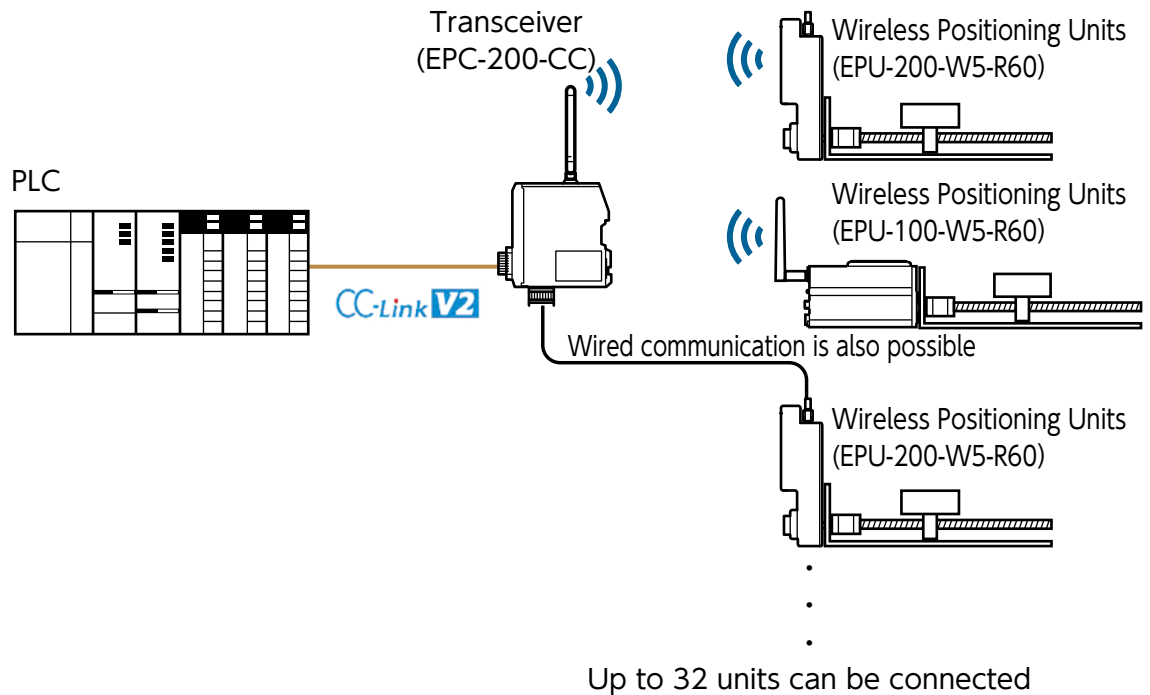 Transceiver
(EPC-200-CC)
Wireless Positioning Units
(EPU-200-W5-R60)
PLC
Wireless Positioning Units
(EPU-100-W5-R60)
CC-Link V2
Wired communication is also possible
Wireless Positioning Units
(EPU-200-W5-R60)
Up to 32 units can be connected